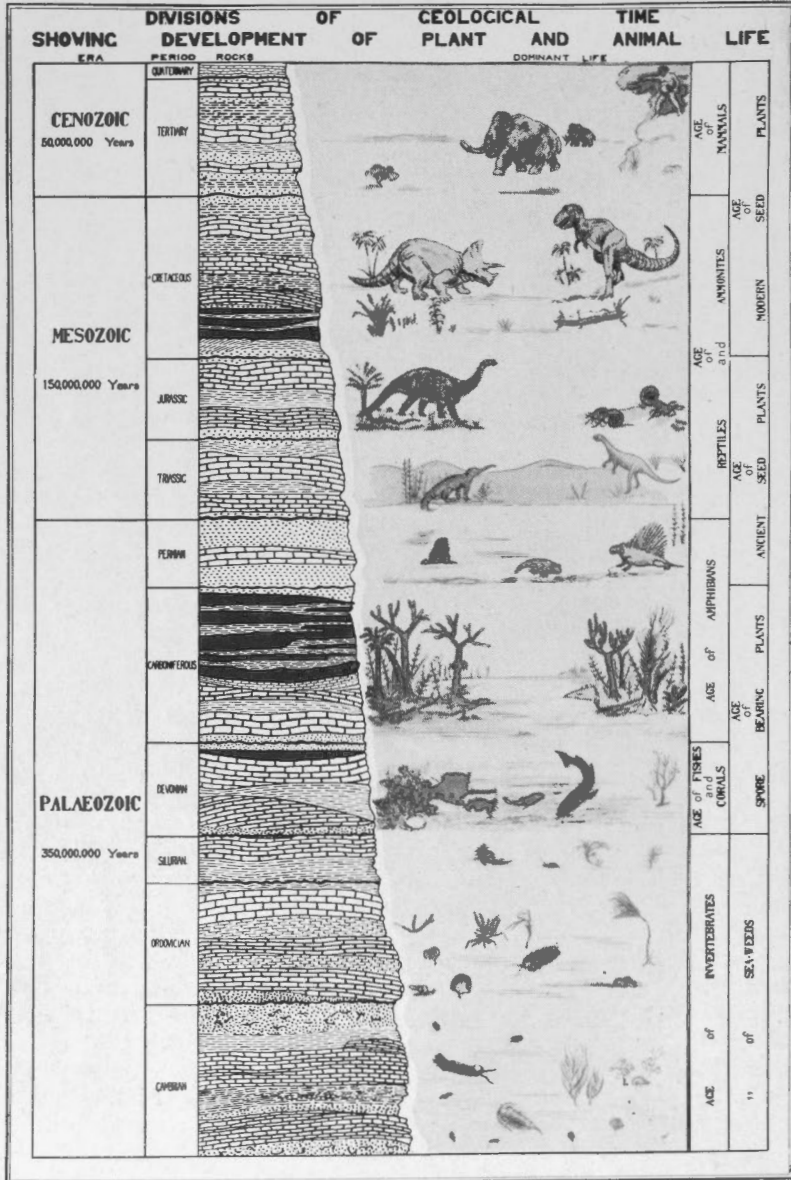 DIVISIONS OF GEOLOGICAL TIME
SHOWING DEVELOPMENT OF PLANT AND ANIMAL LIFE
ERA PERIOD ROCKS DOMINANT LIFE
CENOZOIC
50,000,000 Years
QUATERNARY
TERTIARY
MESOZOIC
150,000,000 Years
CRETACEOUS
JURASSIC
TRIASSIC
PALAEOZOIC
350,000,000 Years
PERMIAN
CARBONIFEROUS
DEVONIAN
SILURIAN
ORDOVICIAN
CAMBRIAN
AGE of MAMMALS
AGE of REPTILES and AMMONITES
AGE of AMPHIBIANS
AGE of FISHES and CORALS
AGE of INVERTEBRATES
AGE of MODERN SEED PLANTS
AGE of ANCIENT SEED PLANTS
AGE of SPORE BEARING PLANTS
" of SEA-WEEDS